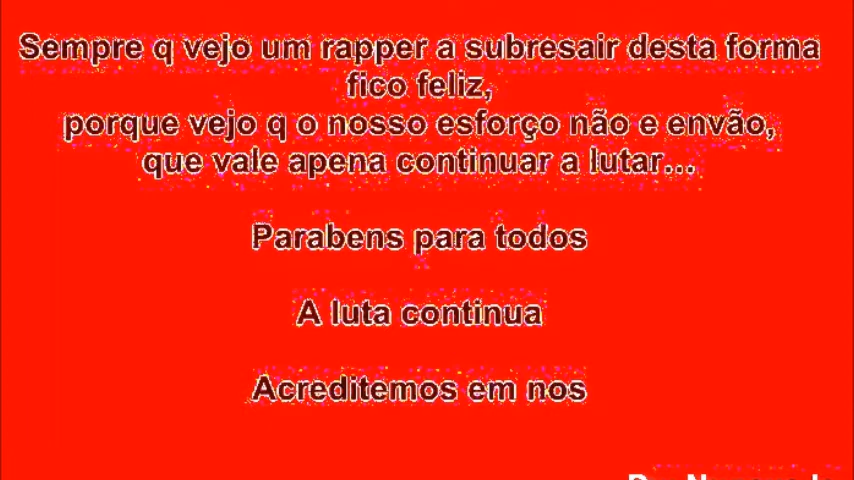 Sempre q vejo um rapper a subresair desta forma
fico feliz,
porque vejo q o nosso esforço não e envão,
que vale apena continuar a lutar...
Parabens para todos
A luta continua
Acreditemos em nos